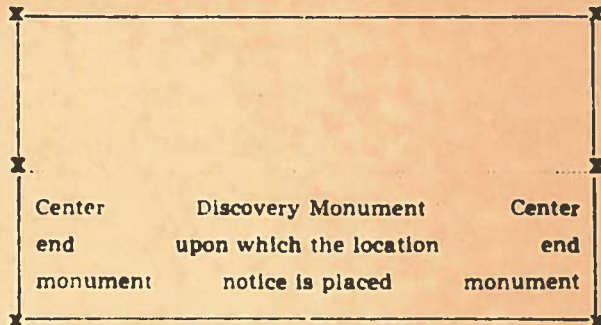 X X
X X
Center Discovery Monument Center
end upon which the location end
monument notice is placed monument
X X